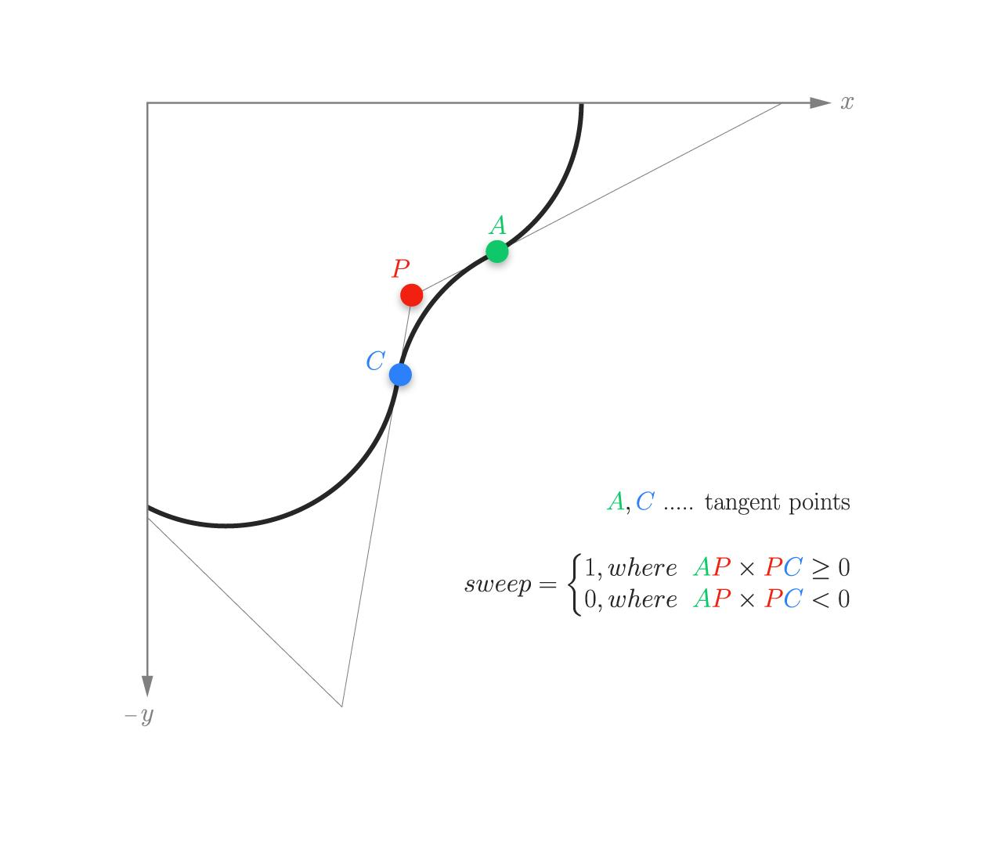 x
A
P
C
A, C ..... tangent points
1, where AP × PC ≥ 0
sweep = {
0, where AP × PC < 0
–y